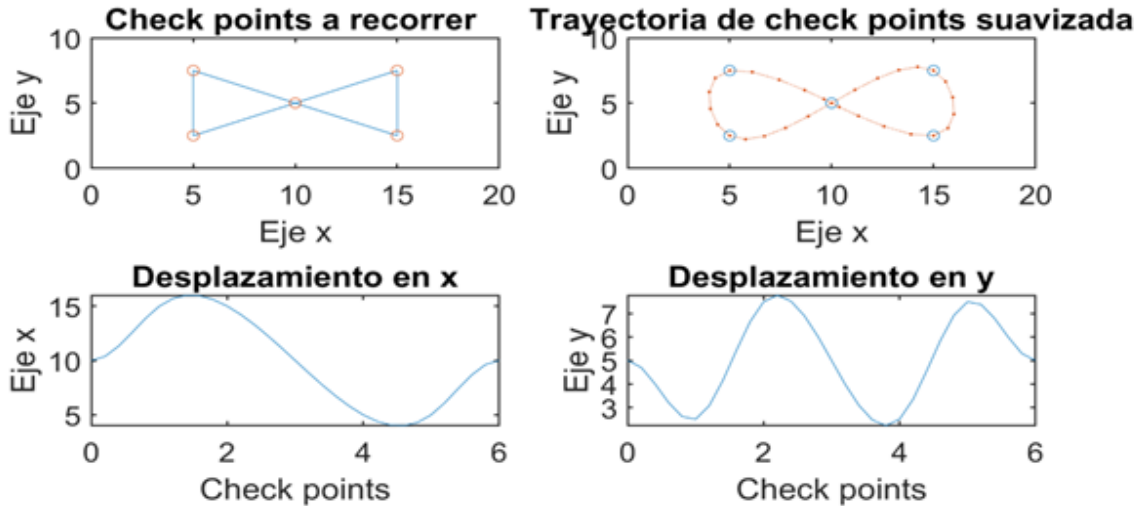 Check points a recorrer
10
5
0
Eje y
0 5 10 15 20
Eje x
Trayectoria de check points suavizada
10
5
0
Eje y
0 5 10 15 20
Eje x
Desplazamiento en x
15
10
5
Eje x
0 2 4 6
Check points
Desplazamiento en y
7
6
5
4
3
Eje y
0 2 4 6
Check points